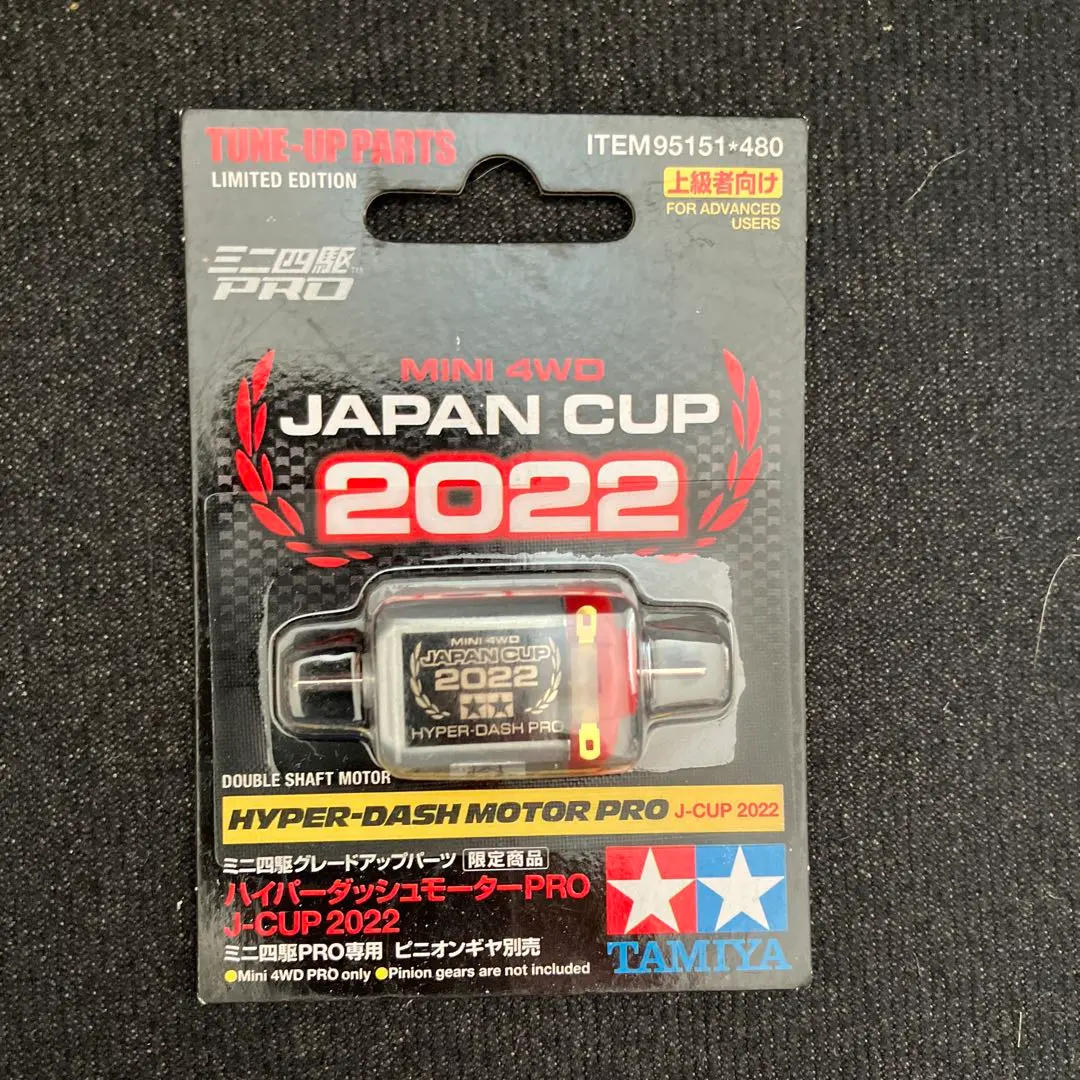 TUNE-UP PARTS
LIMITED EDITION
ITEM95151*480
上級者向け
FOR ADVANCED
USERS
ミニ四駆TM
PRO
MINI 4WD
JAPAN CUP
2022
MINI 4WD
JAPAN CUP
2022
HYPER-DASH PRO
DOUBLE SHAFT MOTOR
HYPER-DASH MOTOR PRO J-CUP 2022
ミニ四駆グレードアップパーツ 限定商品
ハイパーダッシュモーターPRO
J-CUP 2022
ミニ四駆PRO専用 ピニオンギヤ別売
●Mini 4WD PRO only ●Pinion gears are not included
TAMIYA